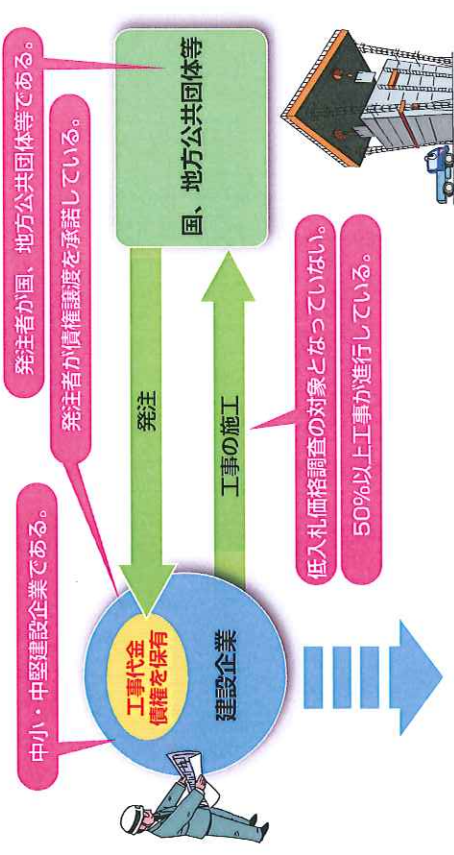 中小・中堅建設企業である。
発注者が債権譲渡を承諾している。
発注者が国、地方公共団体等である。
工事代金
債権を保有
建設企業
発注
工事の施工
国、地方公共団体等
低入札価格調査の対象となっていない。
50%以上工事が進行している。